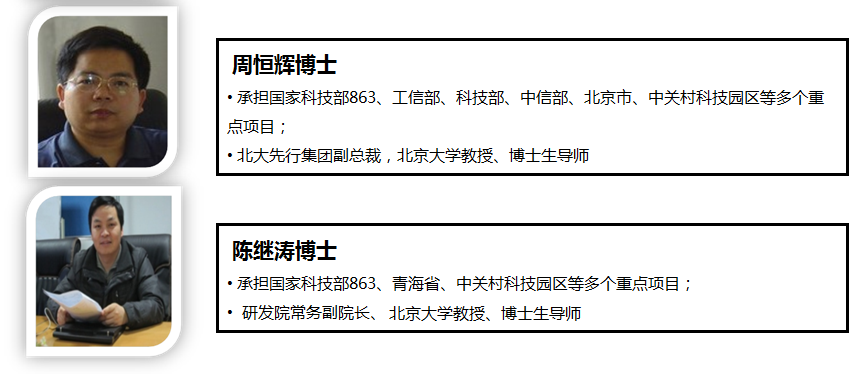 周恒辉博士
• 承担国家科技部863、工信部、科技部、中信部、北京市、中关村科技园区等多个重
点项目；
• 北大先行集团副总裁，北京大学教授、博士生导师
陈继涛博士
• 承担国家科技部863、青海省、中关村科技园区等多个重点项目；
• 研发院常务副院长、 北京大学教授、博士生导师